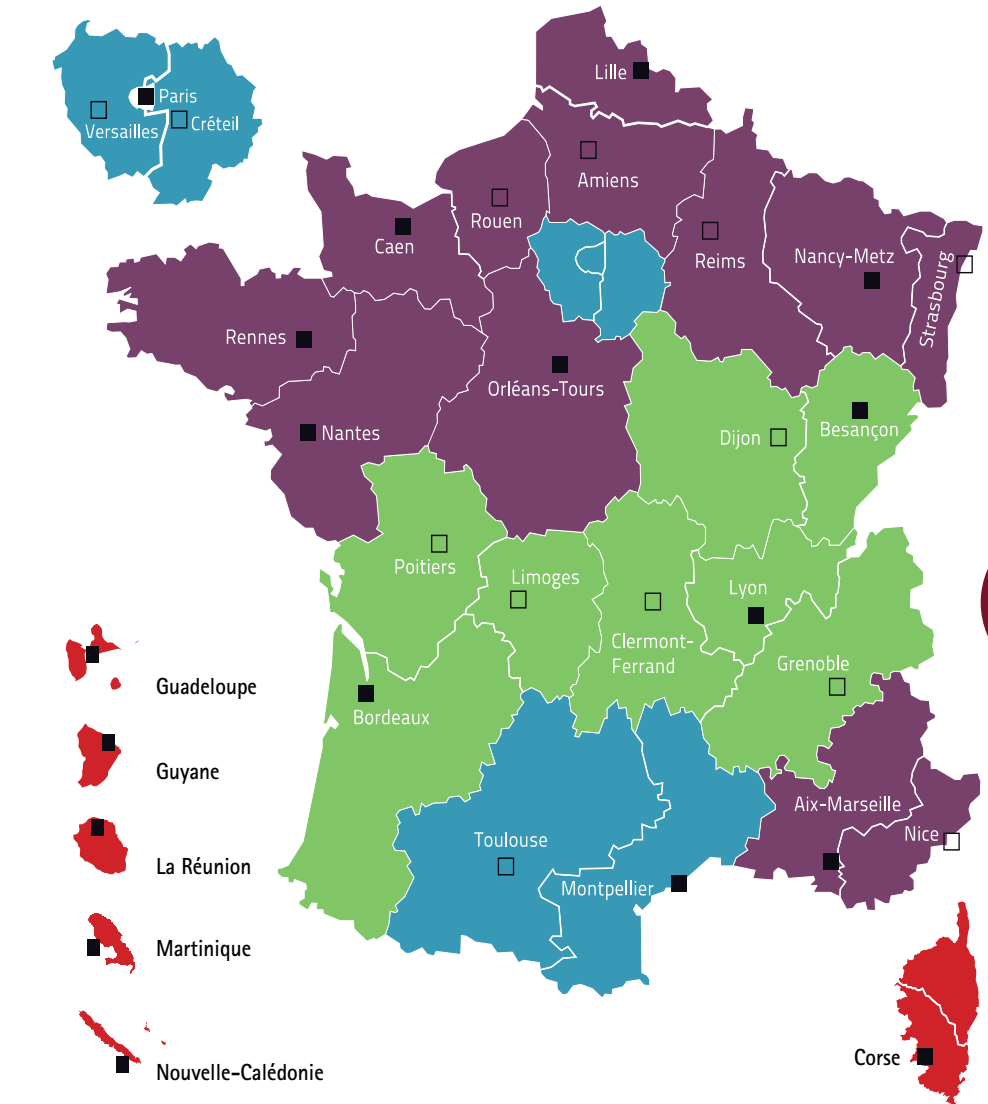 Lille
Paris
Versailles
Créteil
Amiens
Rouen
Caen
Reims
Nancy-Metz
Strasbourg
Rennes
Orléans-Tours
Nantes
Dijon
Besançon
Poitiers
Limoges
Lyon
Clermont-
Ferrand
Grenoble
Guadeloupe
Bordeaux
Guyane
Aix-Marseille
Nice
Toulouse
La Réunion
Montpellier
Martinique
Corse
Nouvelle-Calédonie